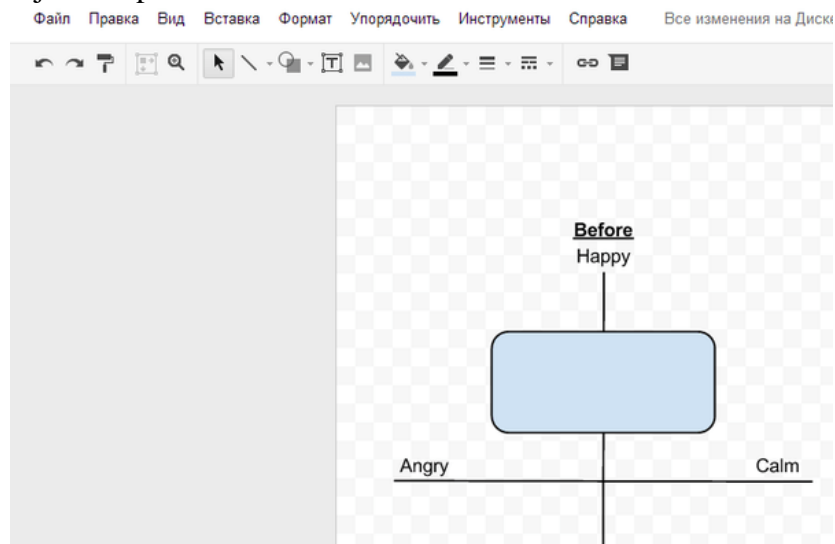 Файл Правка Вид Вставка Формат Упорядочить Инструменты Справка Все изменения на Диске
Before
Happy
Angry Calm